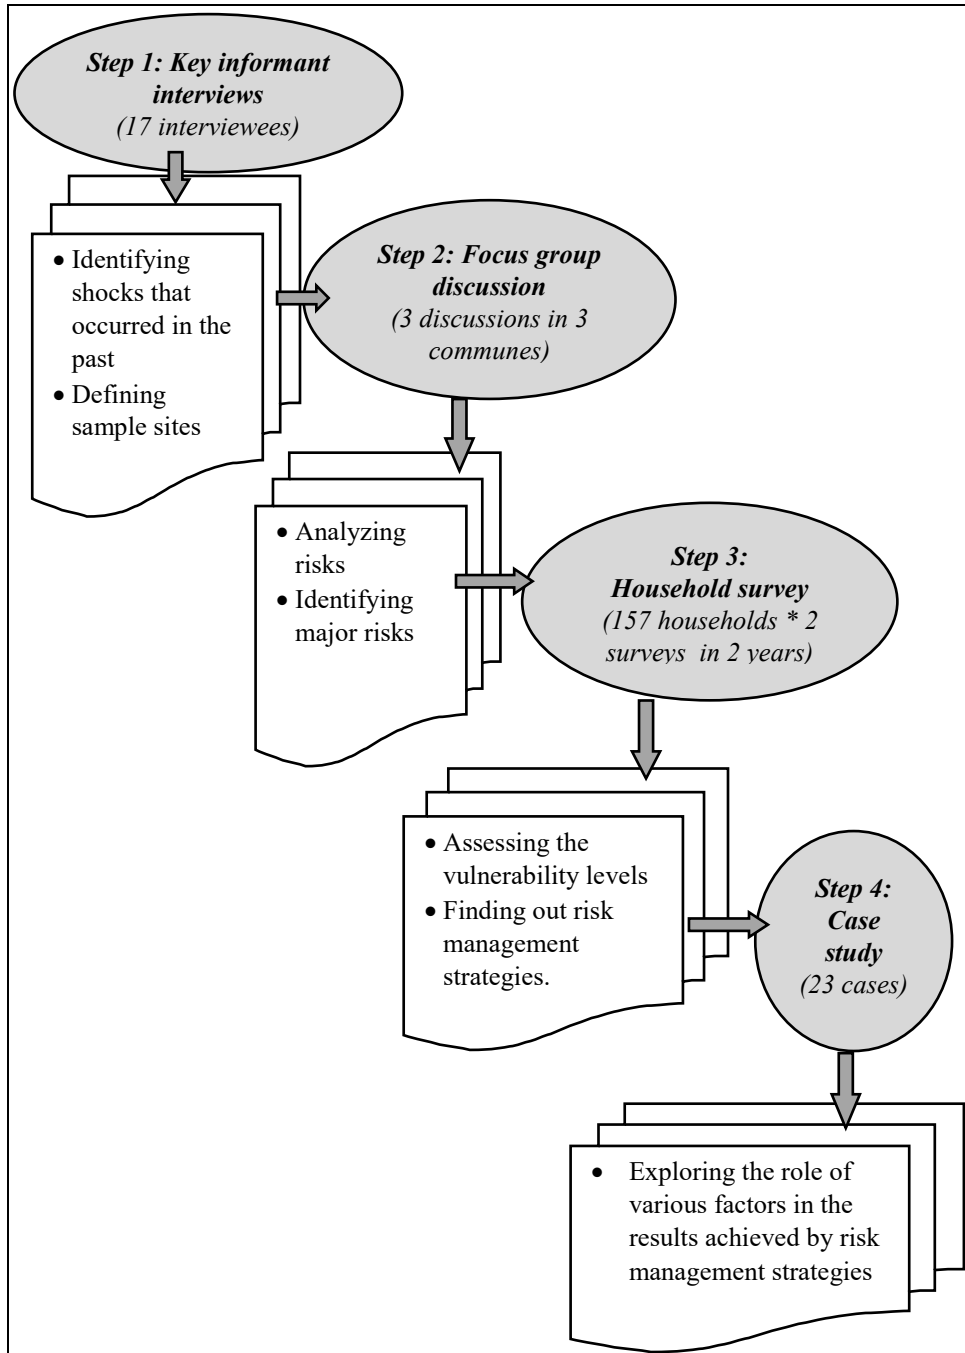 Step 1: Key informant
interviews
(17 interviewees)
• Identifying
shocks that
occurred in the
past
• Defining
sample sites
Step 2: Focus group
discussion
(3 discussions in 3
communes)
• Analyzing
risks
• Identifying
major risks
Step 3:
Household survey
(157 households * 2
surveys in 2 years)
• Assessing the
vulnerability levels
• Finding out risk
management
strategies.
Step 4:
Case
study
(23 cases)
• Exploring the role of
various factors in the
results achieved by risk
management strategies